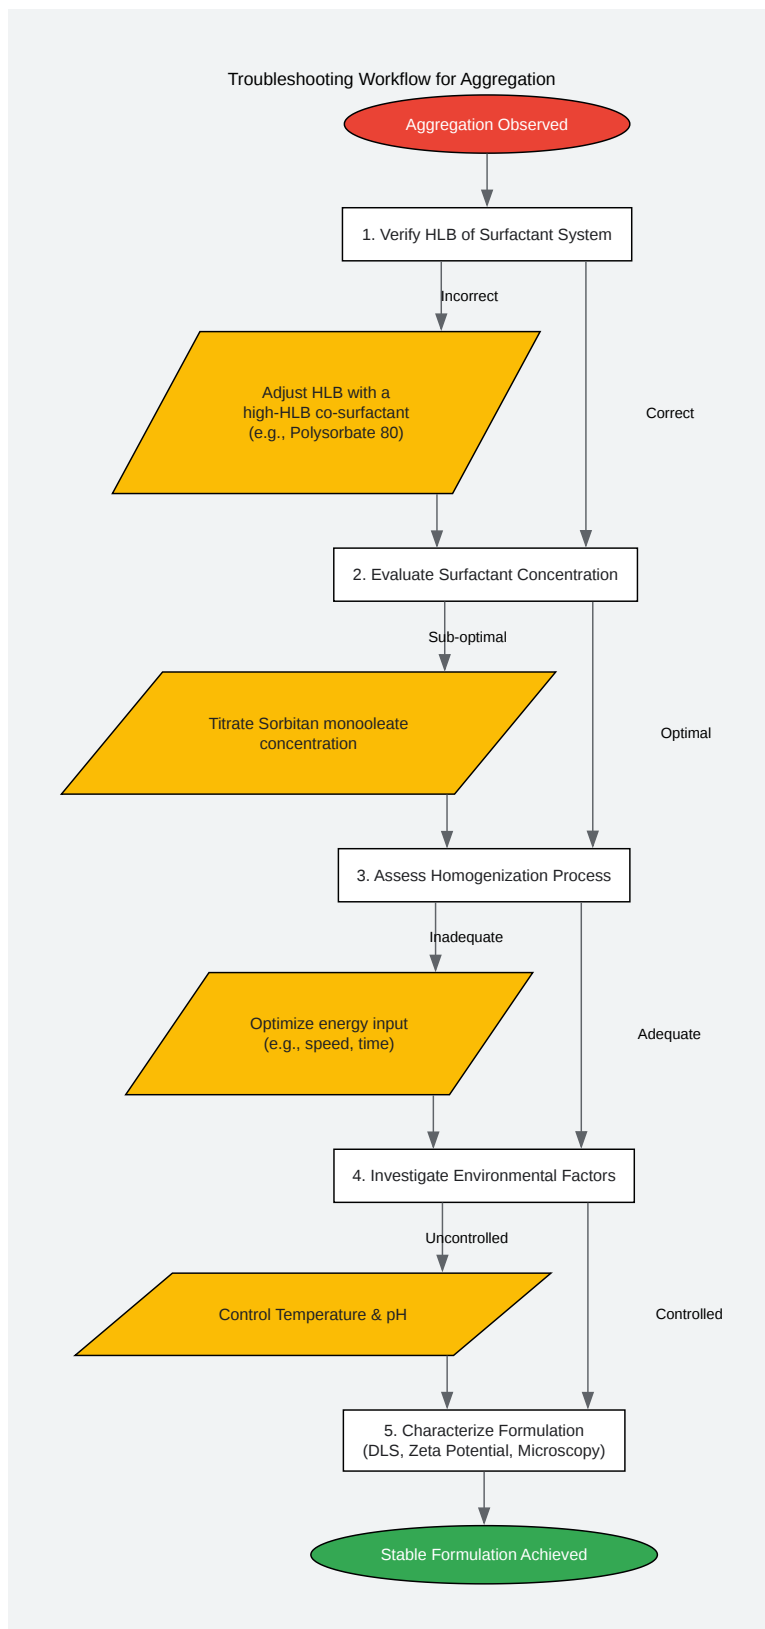 Troubleshooting Workflow for Aggregation
Aggregation Observed
1. Verify HLB of Surfactant System
Incorrect
Adjust HLB with a
high-HLB co-surfactant
(e.g., Polysorbate 80)
Correct
2. Evaluate Surfactant Concentration
Sub-optimal
Titrate Sorbitan monooleate
concentration
Optimal
3. Assess Homogenization Process
Inadequate
Optimize energy input
(e.g., speed, time)
Adequate
4. Investigate Environmental Factors
Uncontrolled
Control Temperature & pH
Controlled
5. Characterize Formulation
(DLS, Zeta Potential, Microscopy)
Stable Formulation Achieved